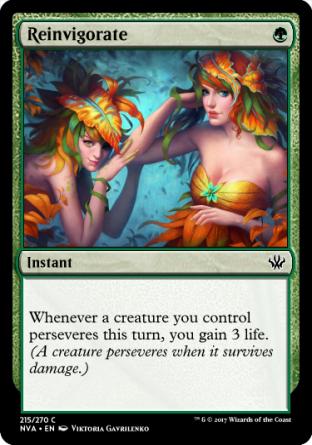 Reinvigorate
Instant
Whenever a creature you control
perseveres this turn, you gain 3 life.
(A creature perseveres when it survives
damage.)
215/270 C
NVA • EN Viktoria Gavrilenko
™ & © 2017 Wizards of the Coast